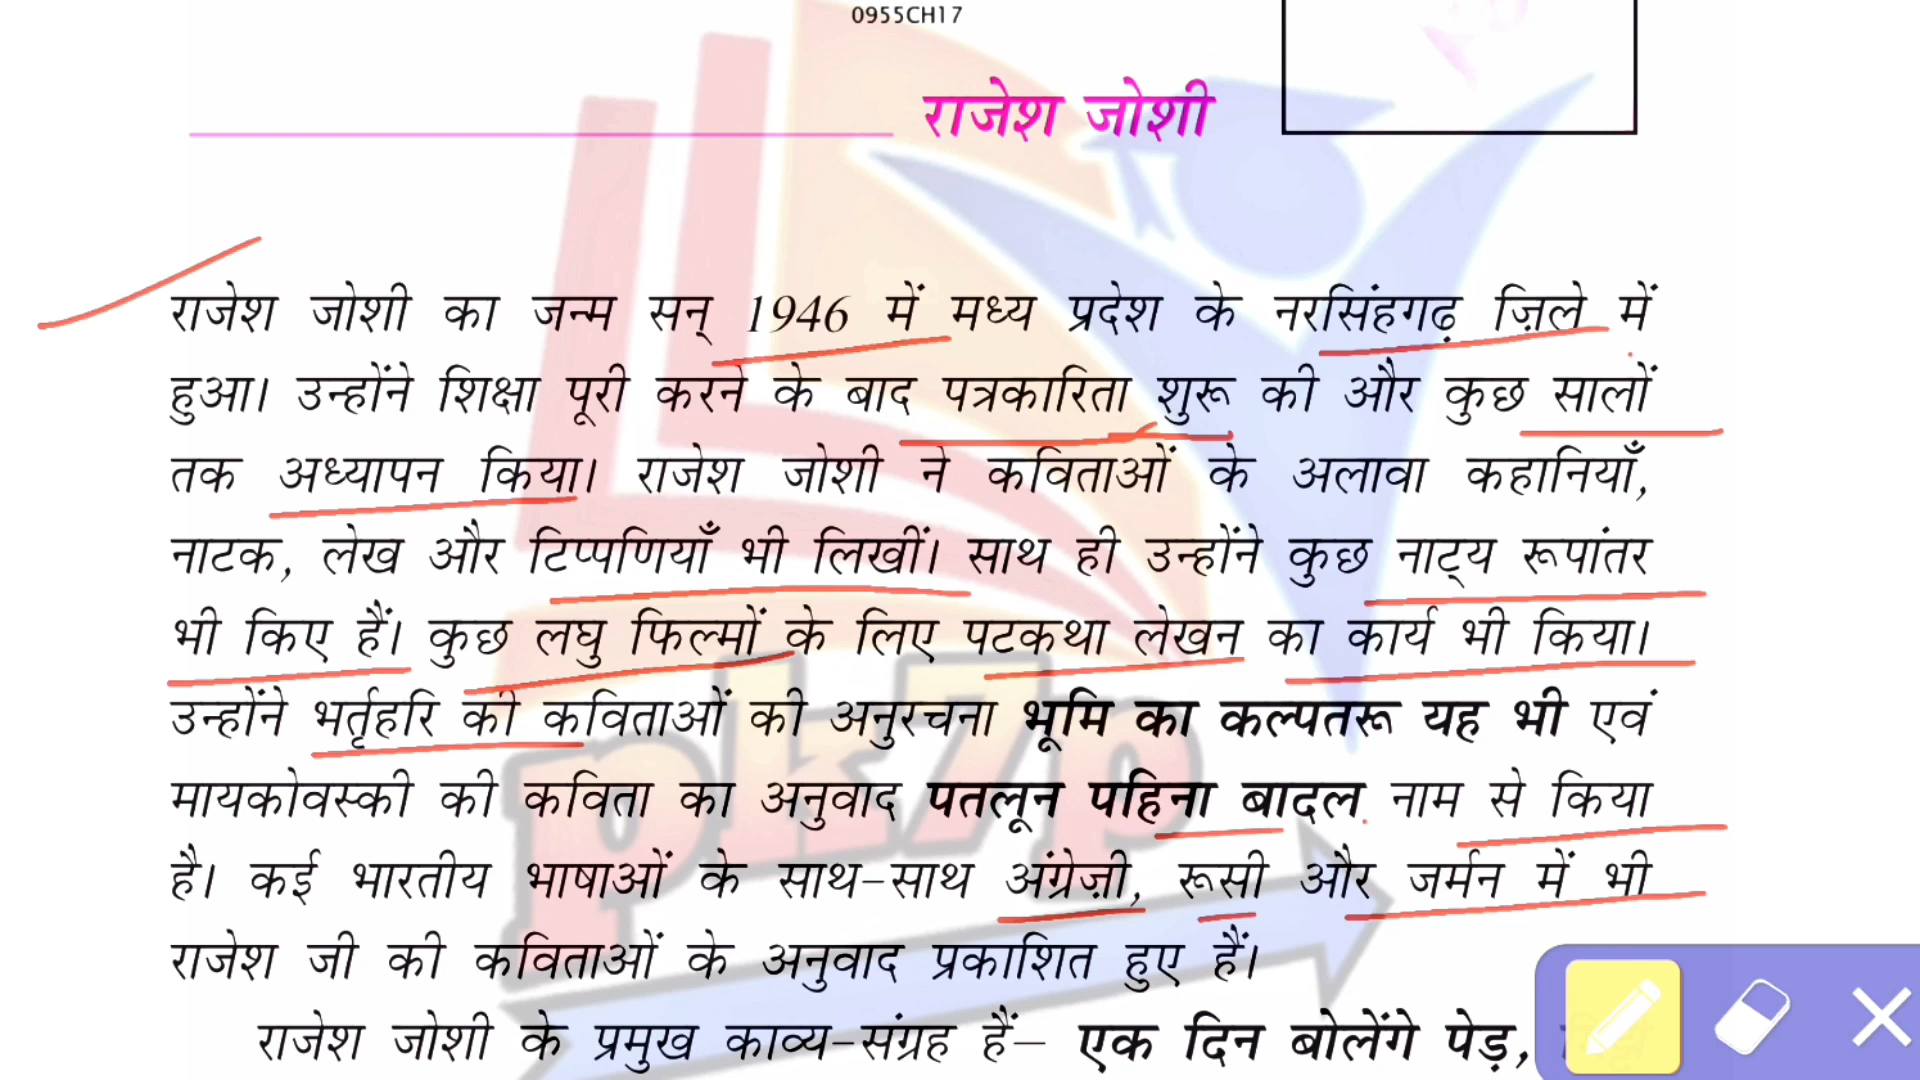 0955CH17
राजेश जोशी
राजेश जोशी का जन्म सन् 1946 में मध्य प्रदेश के नरसिंहगढ़ ज़िले में
हुआ। उन्होंने शिक्षा पूरी करने के बाद पत्रकारिता शुरू की और कुछ सालों
तक अध्यापन किया। राजेश जोशी ने कविताओं के अलावा कहानियाँ,
नाटक, लेख और टिप्पणियाँ भी लिखीं। साथ ही उन्होंने कुछ नाट्य रूपांतर
भी किए हैं। कुछ लघु फिल्मों के लिए पटकथा लेखन का कार्य भी किया।
उन्होंने भर्तृहरि की कविताओं की अनुरचना भूमि का कल्पतरू यह भी एवं
मायकोवस्की की कविता का अनुवाद पतलून पहिना बादल नाम से किया
है। कई भारतीय भाषाओं के साथ-साथ अंग्रेज़ी, रूसी और जर्मन में भी
राजेश जी की कविताओं के अनुवाद प्रकाशित हुए हैं।
राजेश जोशी के प्रमुख काव्य-संग्रह हैं— एक दिन बोलेंगे पेड़,
pk7p